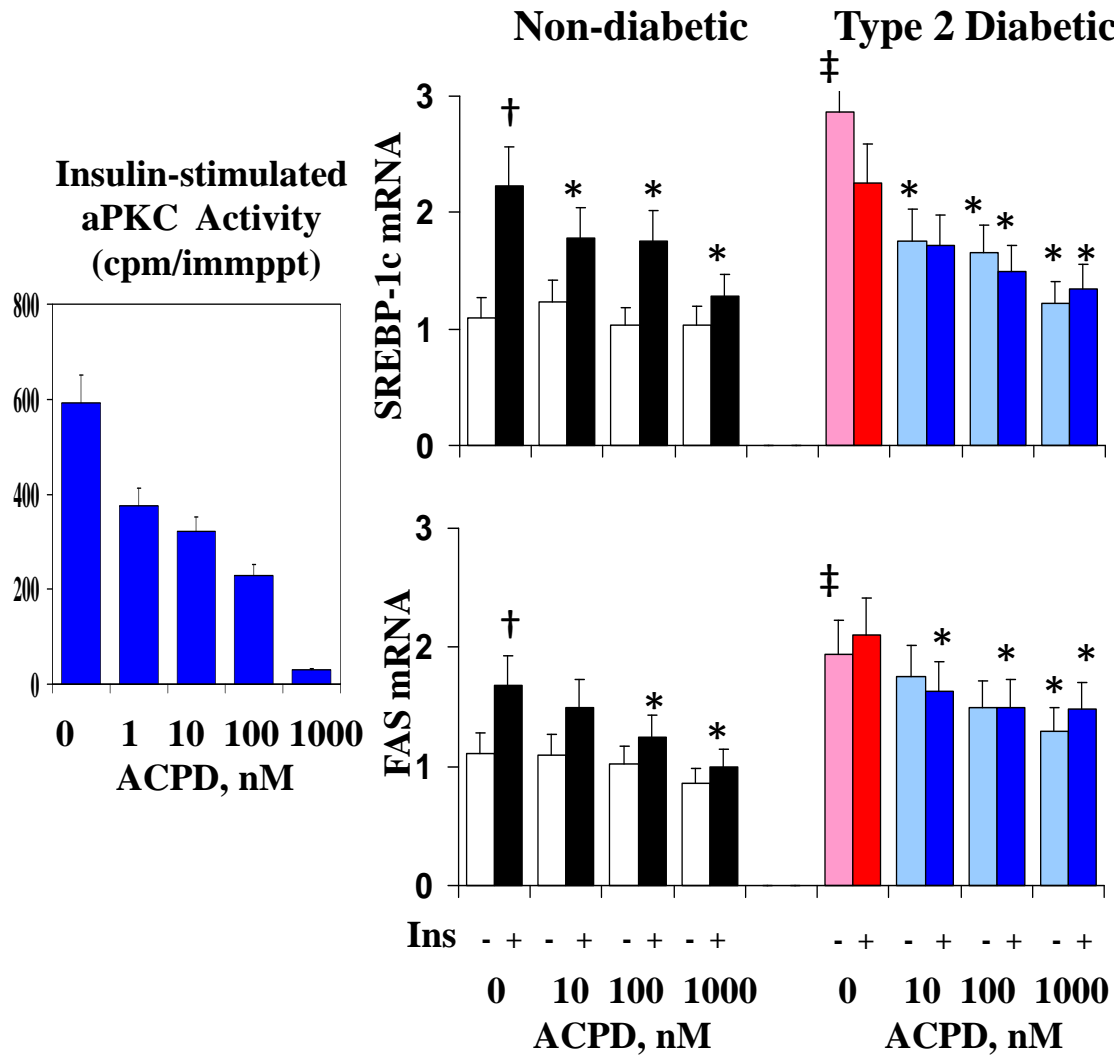 Non-diabetic Type 2 Diabetic
Insulin-stimulated
aPKC Activity
(cpm/immppt)
800
600
400
200
0
0 1 10 100 1000
ACPD, nM
SREBP-1c mRNA
3
2
1
0
† * * *
‡ * * * * *
FAS mRNA
3
2
1
0
† * *
‡ * * * *
Ins - + - + - + - + - + - + - + - +
0 10 100 1000 0 10 100 1000
ACPD, nM ACPD, nM